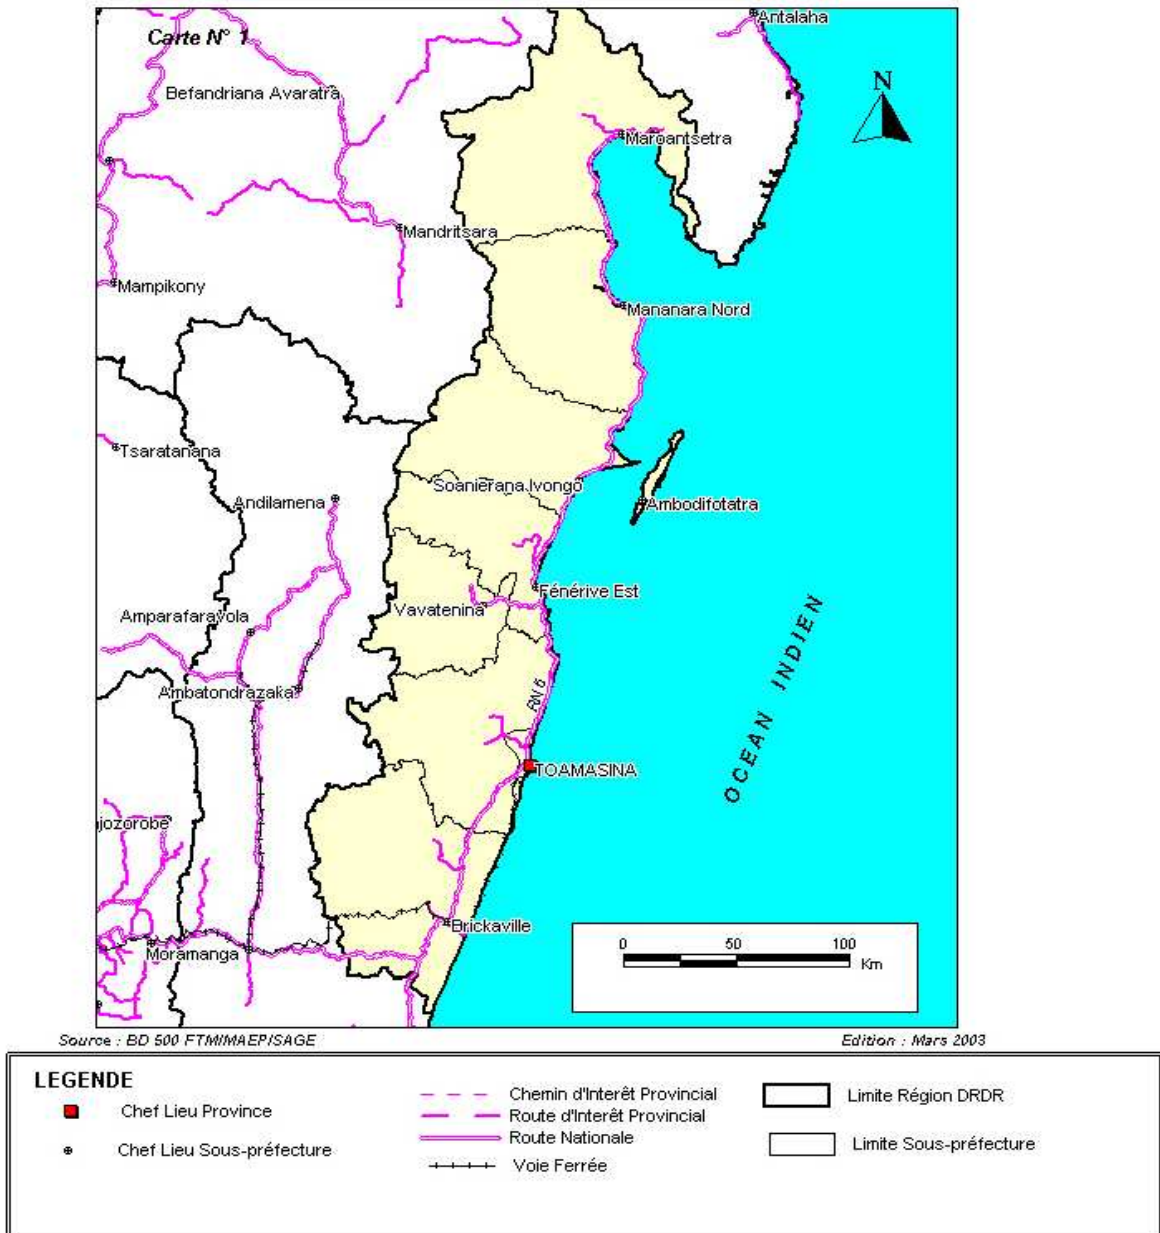 Carte N° 1
Antalaha
Befandriana Avaratra
N
Maroantsetra
Mandritsara
Mampikony
Mananara Nord
Tsaratanana
Soanierana Ivongo
Andilamena
Ambodifotatra
Fénérive Est
Vavatenina
Amparafaravola
OCEAN INDIEN
Ambatondrazaka
RN 5
TOAMASINA
jozorobe
Brickaville
0 50 100
Km
Moramanga
Source : BD 500 FTM/MAEP/SAGE
Edition : Mars 2003
LEGENDE
Chef Lieu Province
Chef Lieu Sous-préfecture
Chemin d'Interêt Provincial
Route d'Interêt Provincial
Route Nationale
Voie Ferrée
Limite Région DRDR
Limite Sous-préfecture